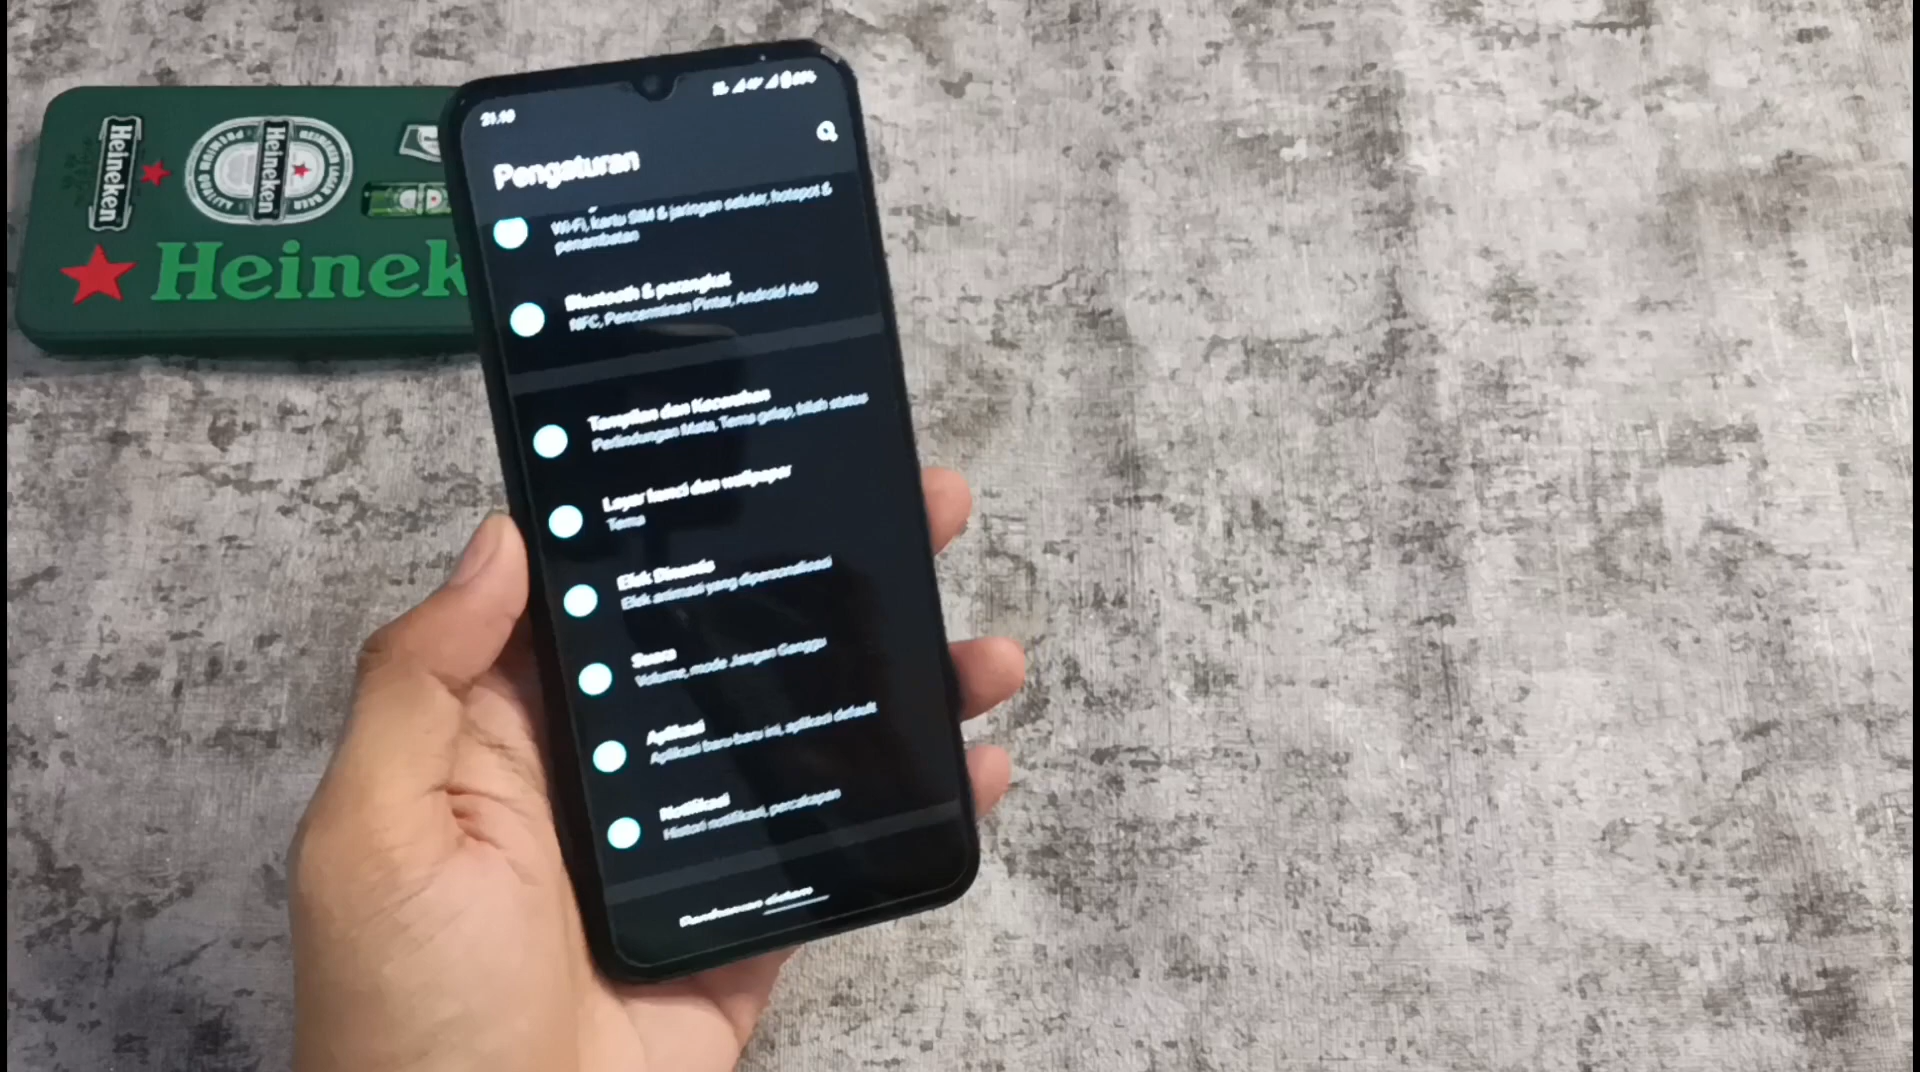 Heineken
Heineken
Heinek
21.10
Pengaturan
Wi-Fi, kartu SIM & jaringan seluler, hotspot &
penambatan
Bluetooth & perangkat
NFC, Pencerminan Pintar, Android Auto
Tampilan dan Kecerahan
Perlindungan Mata, Tema gelap, bilah status
Layar kunci dan wallpaper
Tema
Efek Dinamis
Efek animasi yang dipersonalisasi
Suara
Volume, mode Jangan Ganggu
Aplikasi
Aplikasi baru-baru ini, aplikasi default
Notifikasi
Histori notifikasi, percakapan